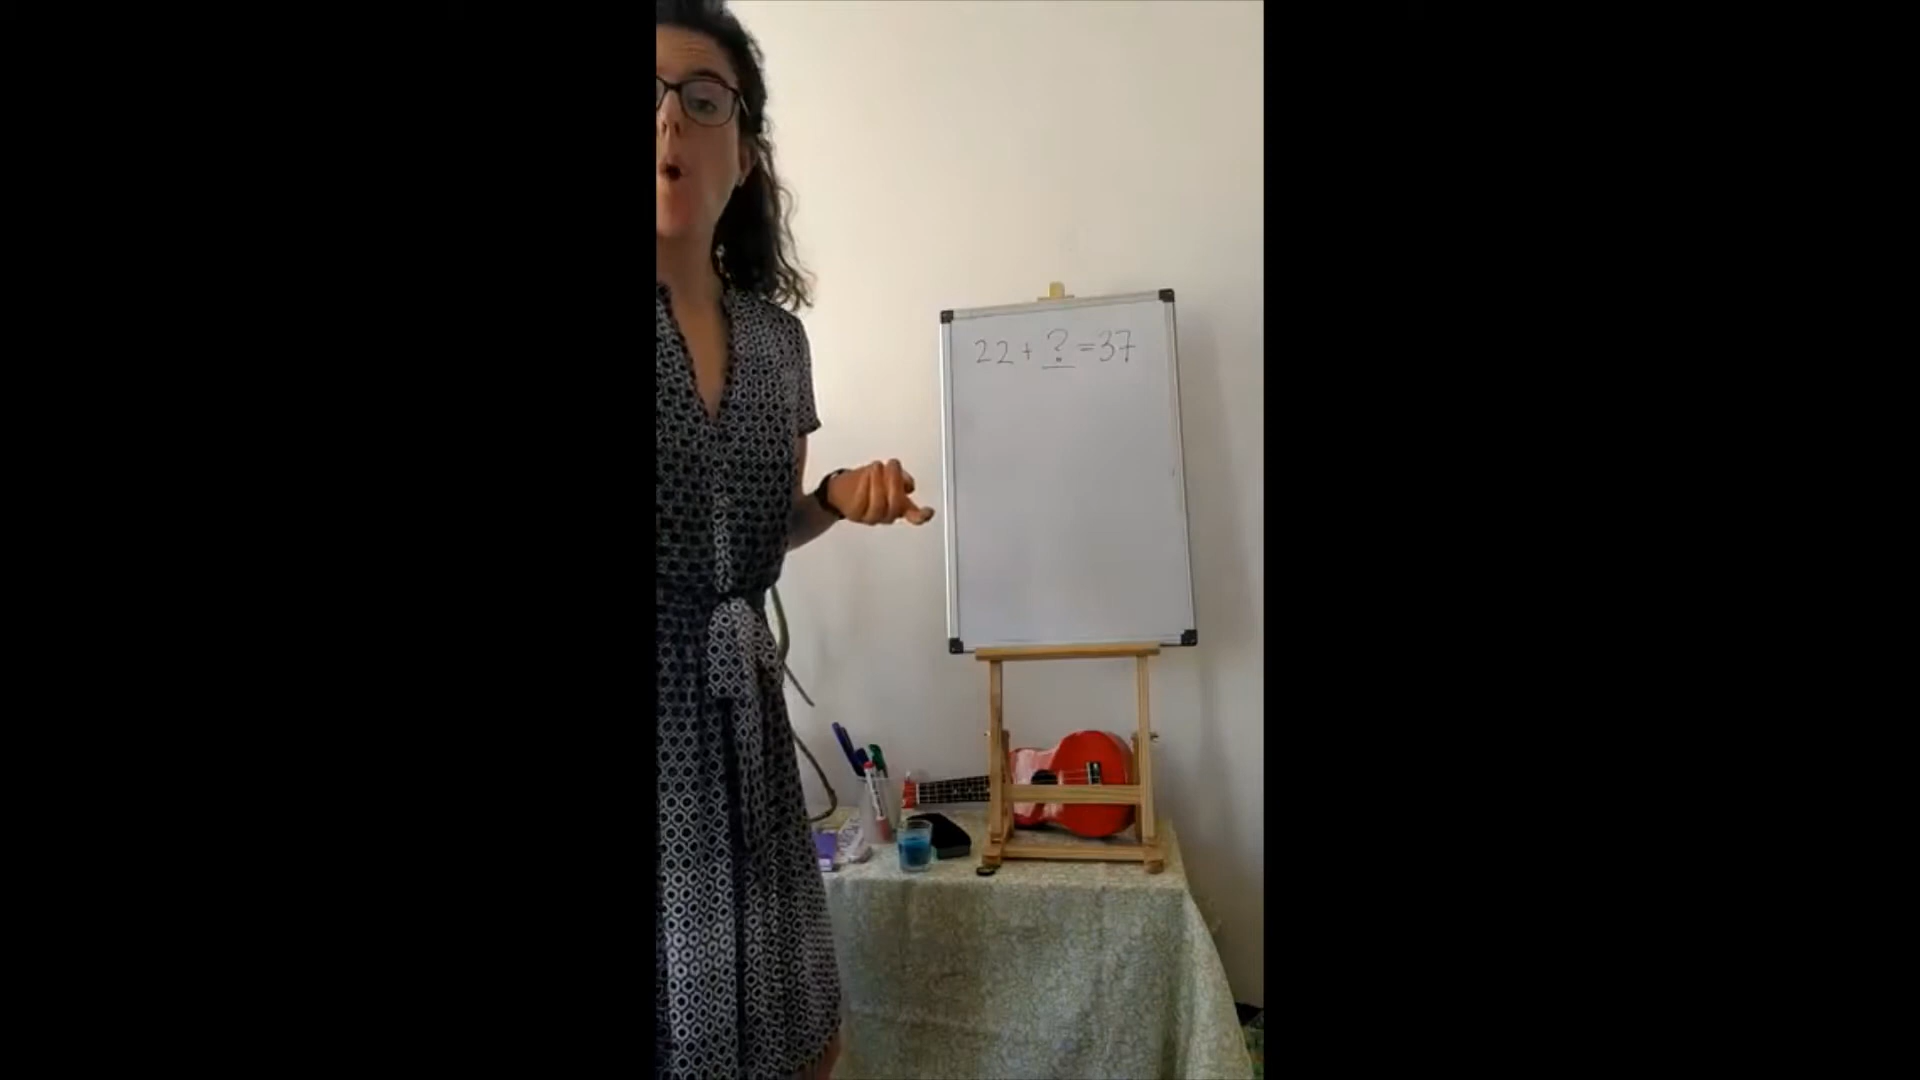 22 + ? = 37